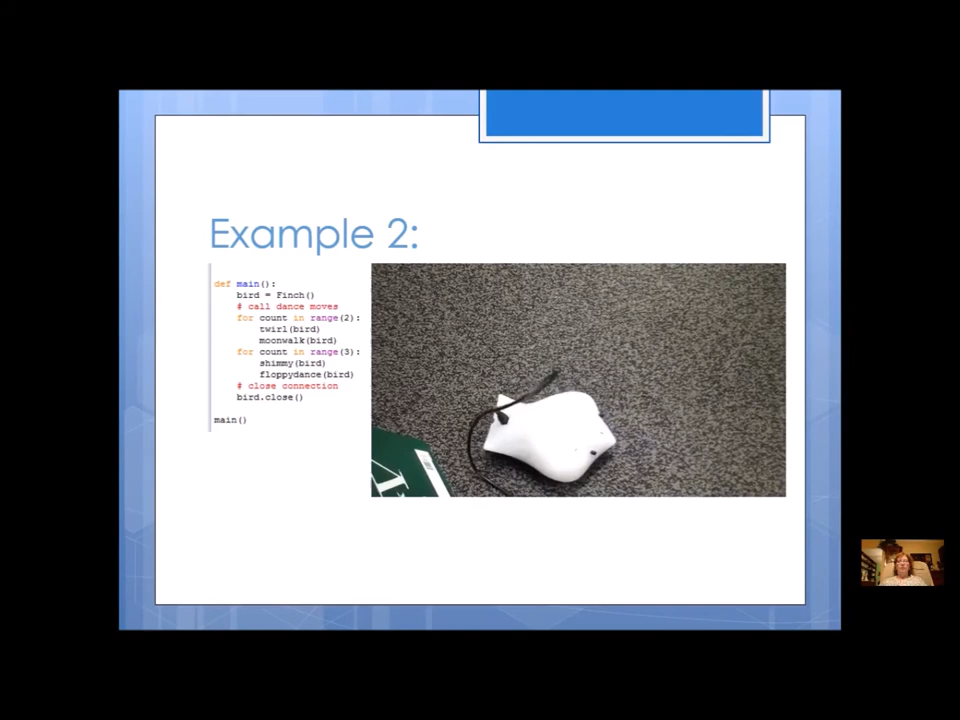 Example 2:
def main():
    bird = Finch()
    # call dance moves
    for count in range(2):
        twirl(bird)
        moonwalk(bird)
    for count in range(3):
        shimmy(bird)
        floppydance(bird)
    # close connection
    bird.close()
main()